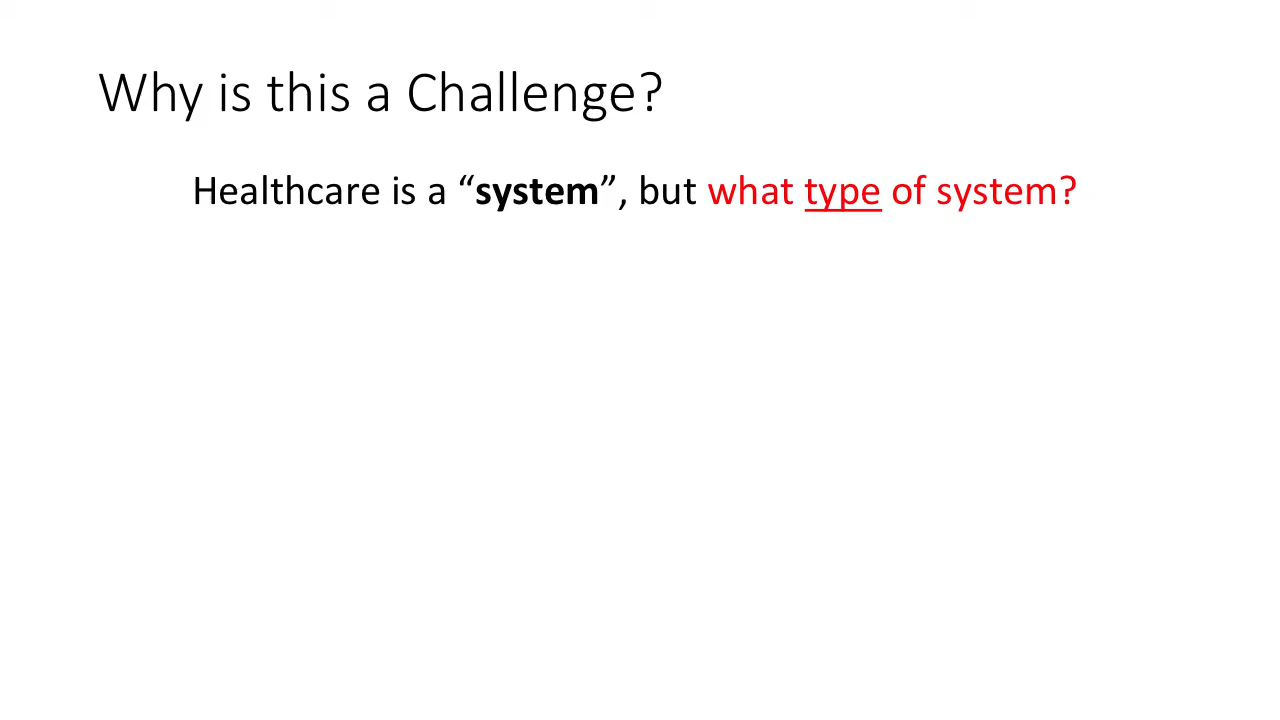 Why is this a Challenge?
Healthcare is a “system”, but what type of system?